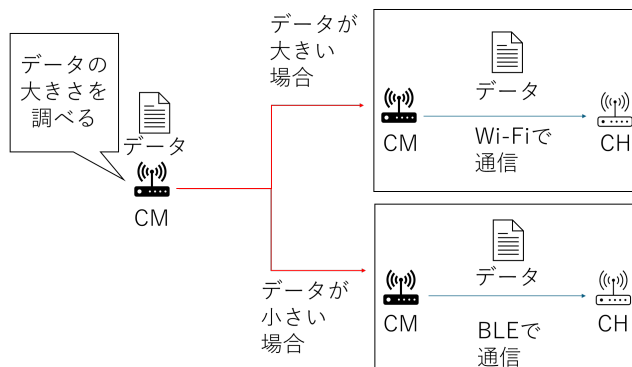 データの
大きさを
調べる
データ
CM
データが
大きい
場合
データ
CM
Wi-Fiで
通信
CH
データが
小さい
場合
データ
CM
BLEで
通信
CH